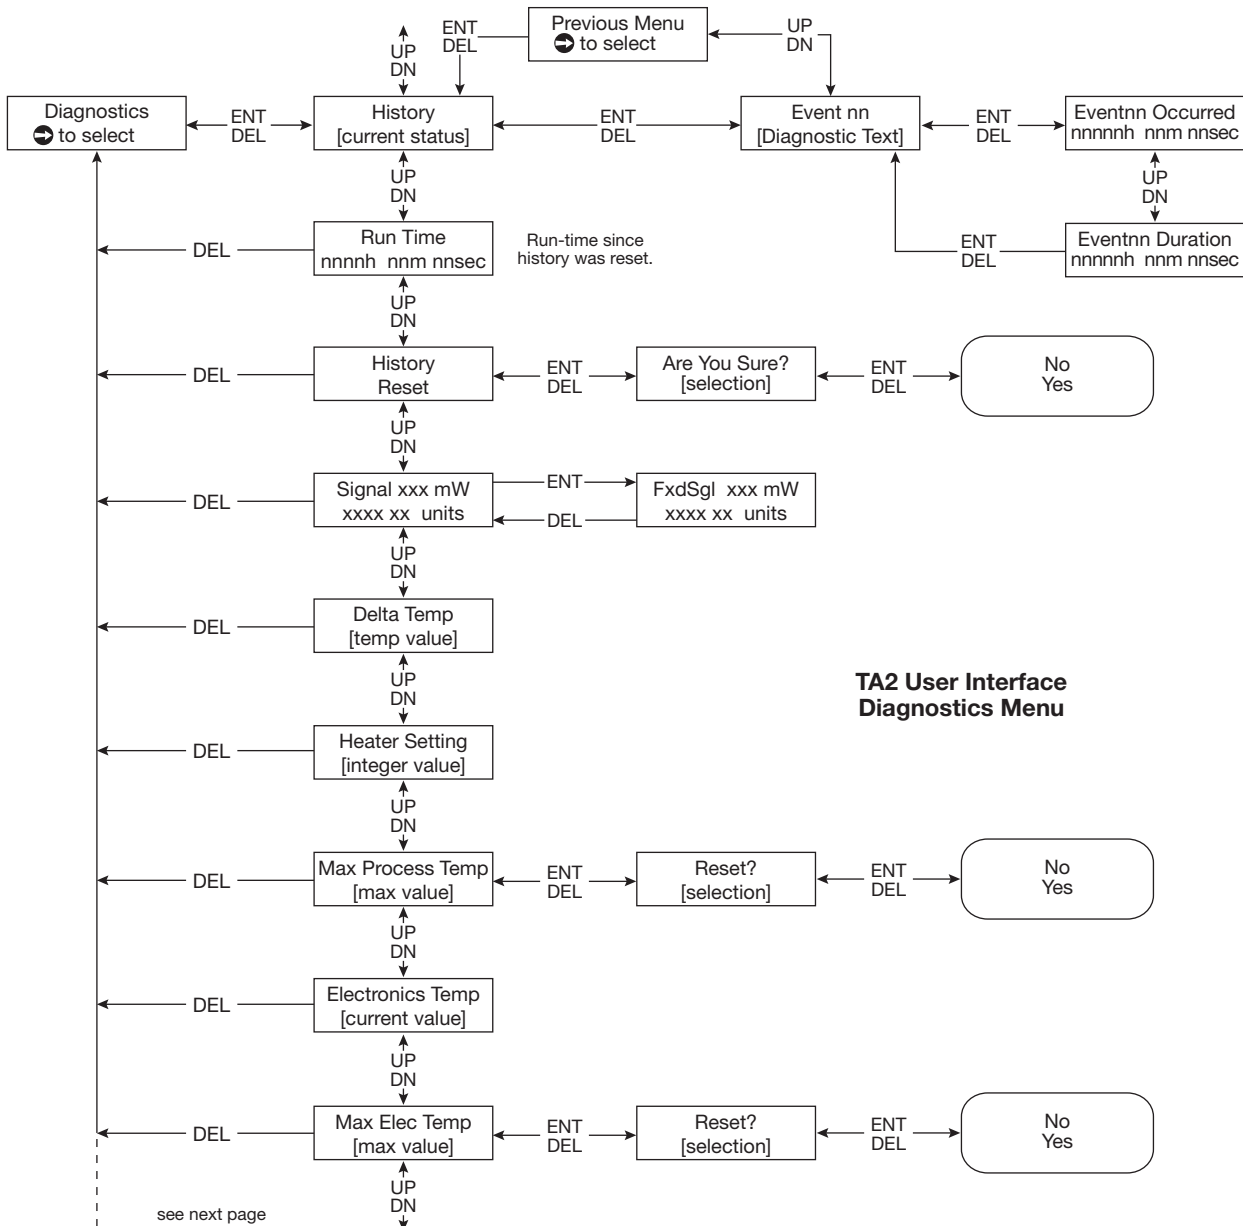 Previous Menu
to select
ENT
DEL
UP
DN
UP
DN
Diagnostics
to select
ENT
DEL
History
[current status]
ENT
DEL
Event nn
[Diagnostic Text]
ENT
DEL
Eventnn Occurred
nnnnnh nnm nnsec
UP
DN
UP
DN
DEL
Run Time
nnnnh nnm nnsec
Run-time since
history was reset.
ENT
DEL
Eventnn Duration
nnnnnh nnm nnsec
UP
DN
DEL
History
Reset
ENT
DEL
Are You Sure?
[selection]
ENT
DEL
No
Yes
UP
DN
DEL
Signal xxx mW
xxxx xx units
ENT
DEL
FxdSgl xxx mW
xxxx xx units
UP
DN
DEL
Delta Temp
[temp value]
UP
DN
TA2 User Interface
Diagnostics Menu
DEL
Heater Setting
[integer value]
UP
DN
DEL
Max Process Temp
[max value]
ENT
DEL
Reset?
[selection]
ENT
DEL
No
Yes
UP
DN
DEL
Electronics Temp
[current value]
UP
DN
DEL
Max Elec Temp
[max value]
ENT
DEL
Reset?
[selection]
ENT
DEL
No
Yes
UP
DN
see next page